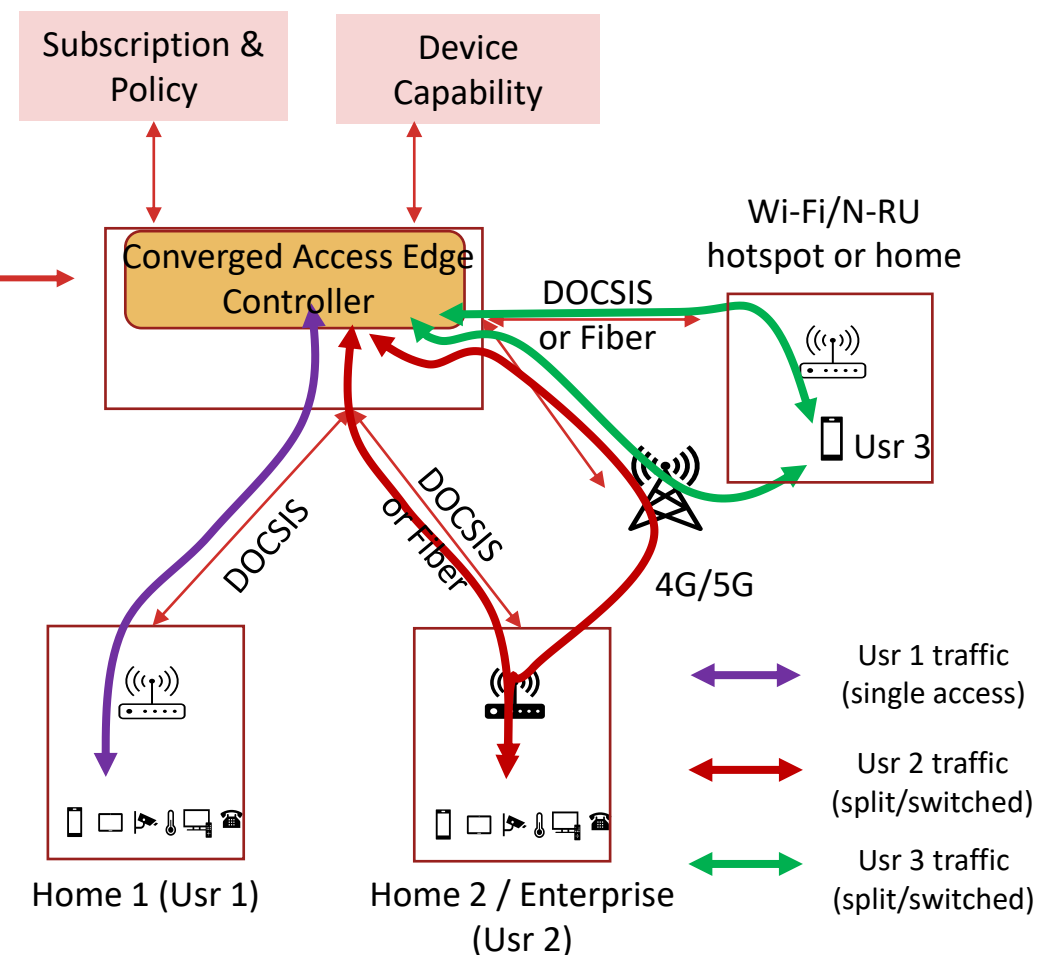 Subscription &
Policy
Device
Capability
Converged Access Edge
Controller
Wi-Fi/N-RU
hotspot or home
DOCSIS
or Fiber
Usr 3
DOCSIS
DOCSIS
or Fiber
4G/5G
Usr 1 traffic
(single access)
Usr 2 traffic
(split/switched)
Usr 3 traffic
(split/switched)
Home 1 (Usr 1)
Home 2 / Enterprise
(Usr 2)